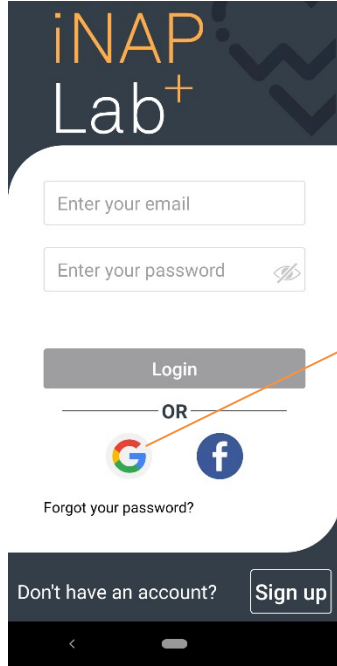 iNAP
Lab+
Enter your email
Enter your password
Login
OR
Forgot your password?
Don't have an account? Sign up